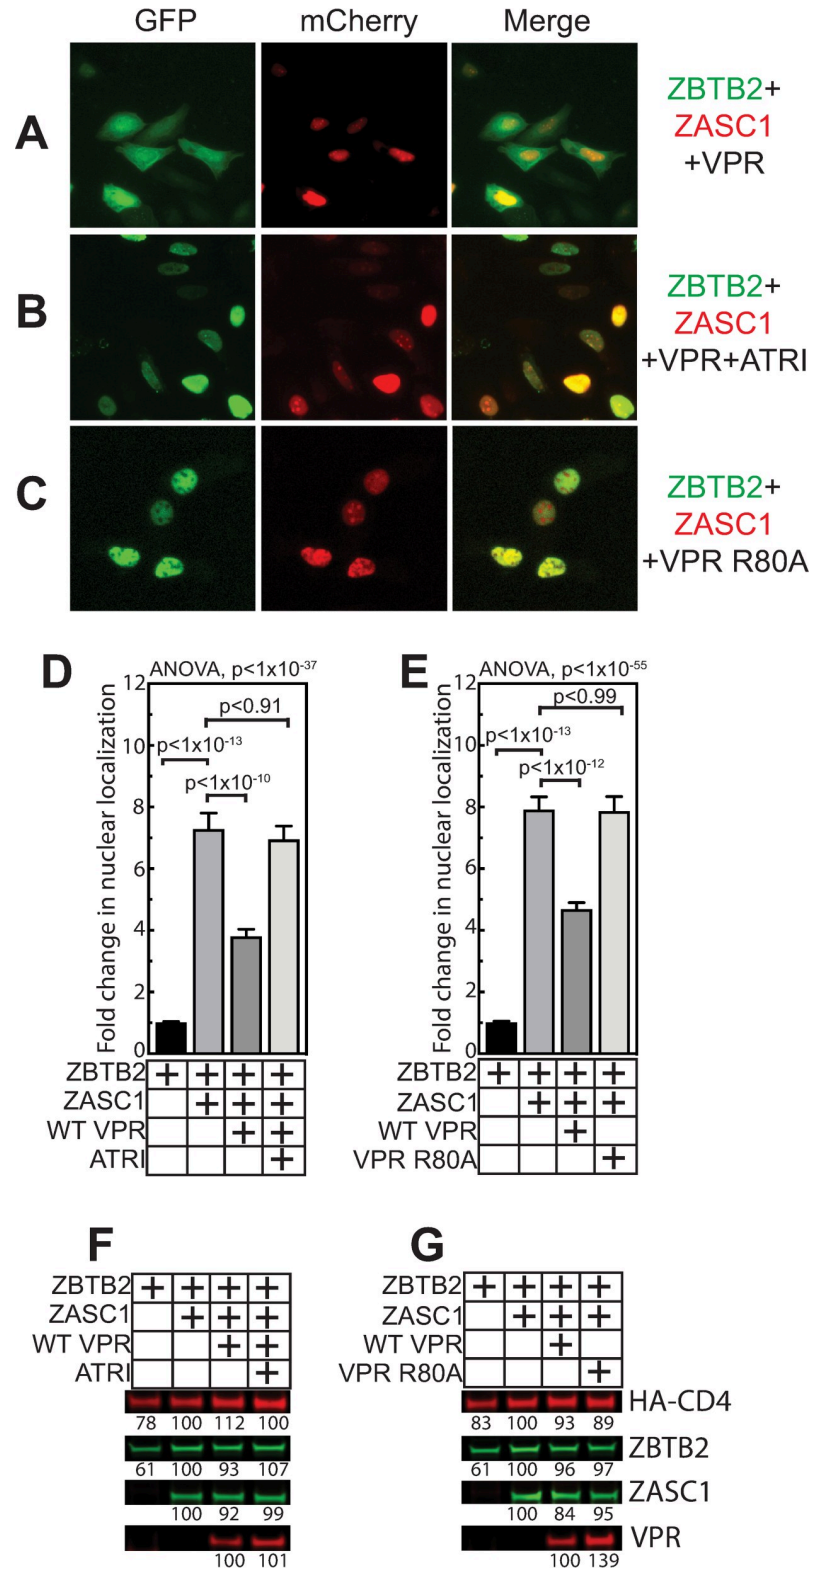 GFP mCherry Merge
A
ZBTB2+
ZASC1
+VPR
B
ZBTB2+
ZASC1
+VPR+ATRI
C
ZBTB2+
ZASC1
+VPR R80A
D
ANOVA, p<1x10-37
Fold change in nuclear localization
12
10
8
6
4
2
0
p<0.91
p<1x10-13
p<1x10-10
ZBTB2 + + + +
ZASC1 + + +
WT VPR + +
ATRI +
E
ANOVA, p<1x10-55
Fold change in nuclear localization
12
10
8
6
4
2
0
p<0.99
p<1x10-13
p<1x10-12
ZBTB2 + + + +
ZASC1 + + +
WT VPR +
VPR R80A +
F
ZBTB2 + + + +
ZASC1 + + +
WT VPR + +
ATRI +
78 100 112 100
61 100 93 107
100 92 99
100 101
G
ZBTB2 + + + +
ZASC1 + + +
WT VPR +
VPR R80A +
HA-CD4
83 100 93 89
ZBTB2
61 100 96 97
ZASC1
100 84 95
VPR
100 139